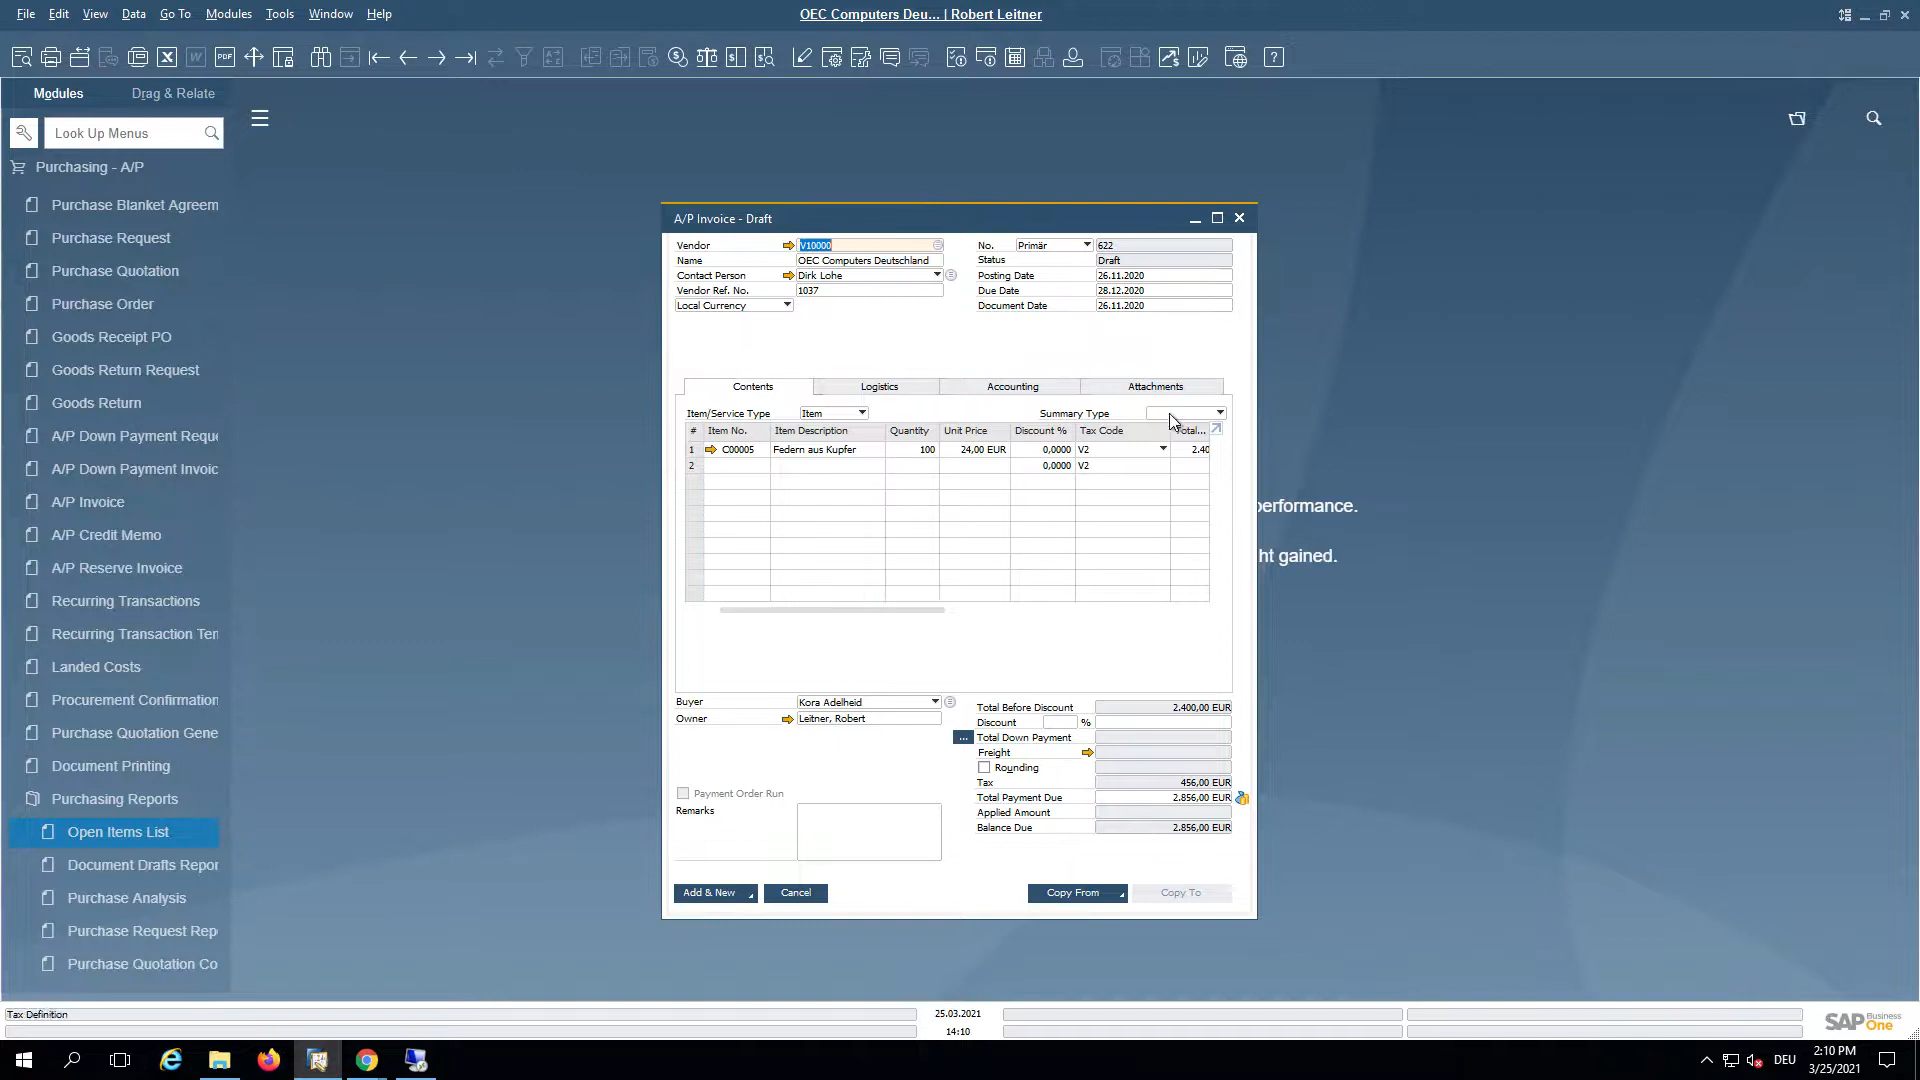 File Edit View Data Go To Modules Tools Window Help
OEC Computers Deu... | Robert Leitner
Modules Drag & Relate
Look Up Menus
Purchasing - A/P
Purchase Blanket Agreem
Purchase Request
Purchase Quotation
Purchase Order
Goods Receipt PO
Goods Return Request
Goods Return
A/P Down Payment Reque
A/P Down Payment Invoic
A/P Invoice
A/P Credit Memo
A/P Reserve Invoice
Recurring Transactions
Recurring Transaction Ten
Landed Costs
Procurement Confirmation
Purchase Quotation Gene
Document Printing
Purchasing Reports
Open Items List
Document Drafts Repor
Purchase Analysis
Purchase Request Rep
Purchase Quotation Co
performance.
ht gained.
A/P Invoice - Draft
Vendor V10000 No. Primär 622
Name OEC Computers Deutschland Status Draft
Contact Person Dirk Lohe Posting Date 26.11.2020
Vendor Ref. No. 1037 Due Date 28.12.2020
Local Currency Document Date 26.11.2020
Contents Logistics Accounting Attachments
Item/Service Type Item Summary Type
# Item No. Item Description Quantity Unit Price Discount % Tax Code Total...
1 C00005 Federn aus Kupfer 100 24,00 EUR 0,0000 V2 2.40
2 0,0000 V2
Buyer Kora Adelheid Total Before Discount 2.400,00 EUR
Owner Leitner, Robert Discount %
... Total Down Payment
Freight
Rounding
Tax 456,00 EUR
Payment Order Run Total Payment Due 2.856,00 EUR
Remarks Applied Amount
Balance Due 2.856,00 EUR
Add & New Cancel Copy From Copy To
Tax Definition 25.03.2021
14:10
SAP Business One
DEU 2:10 PM
3/25/2021